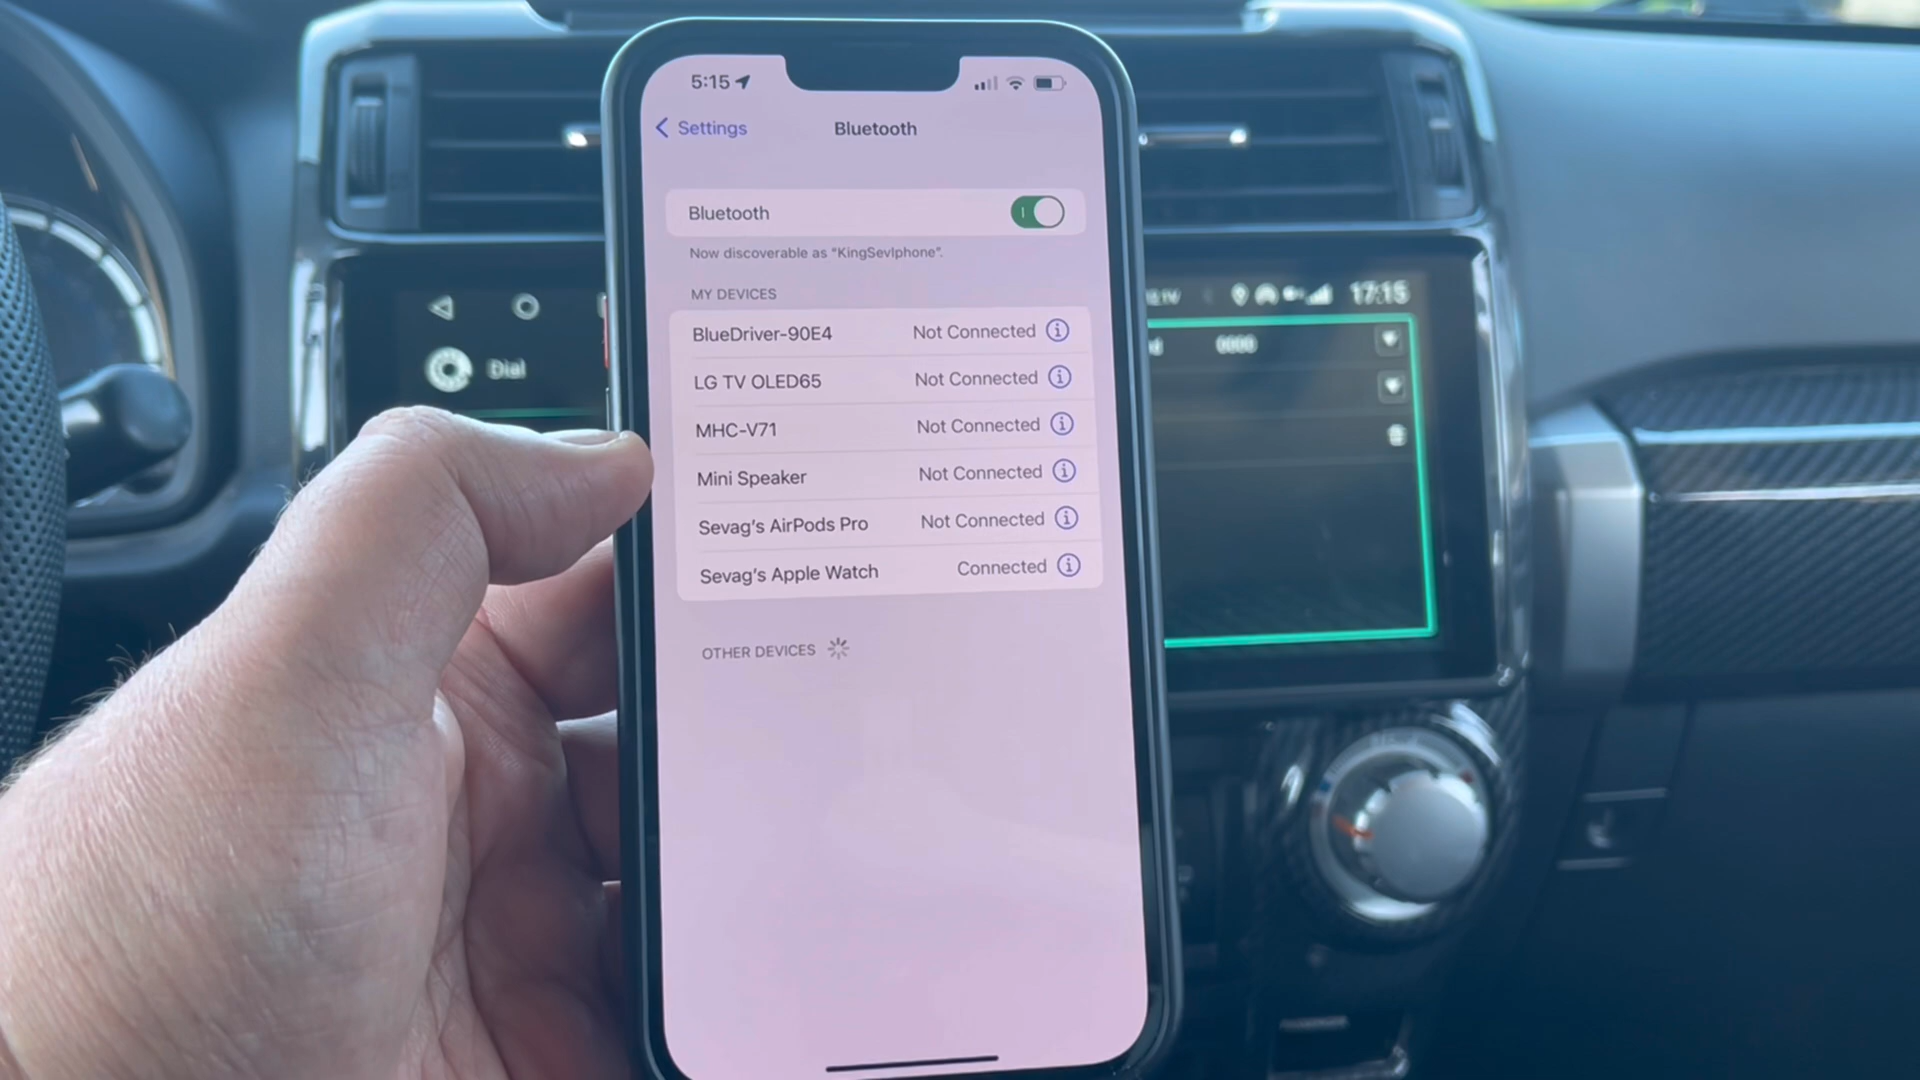 5:15
Settings
Bluetooth
Bluetooth
Now discoverable as “KingSevIphone”.
MY DEVICES
BlueDriver-90E4 Not Connected
LG TV OLED65 Not Connected
MHC-V71 Not Connected
Mini Speaker Not Connected
Sevag’s AirPods Pro Not Connected
Sevag’s Apple Watch Connected
OTHER DEVICES
Dial
17:15
0000